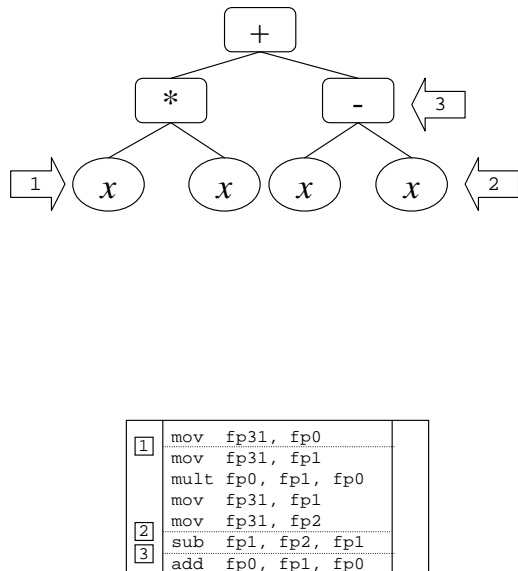 +
* - 3
1 x x x x 2
mov fp31, fp0
1
mov fp31, fp1
mult fp0, fp1, fp0
mov fp31, fp1
mov fp31, fp2
2
sub fp1, fp2, fp1
3
add fp0, fp1, fp0